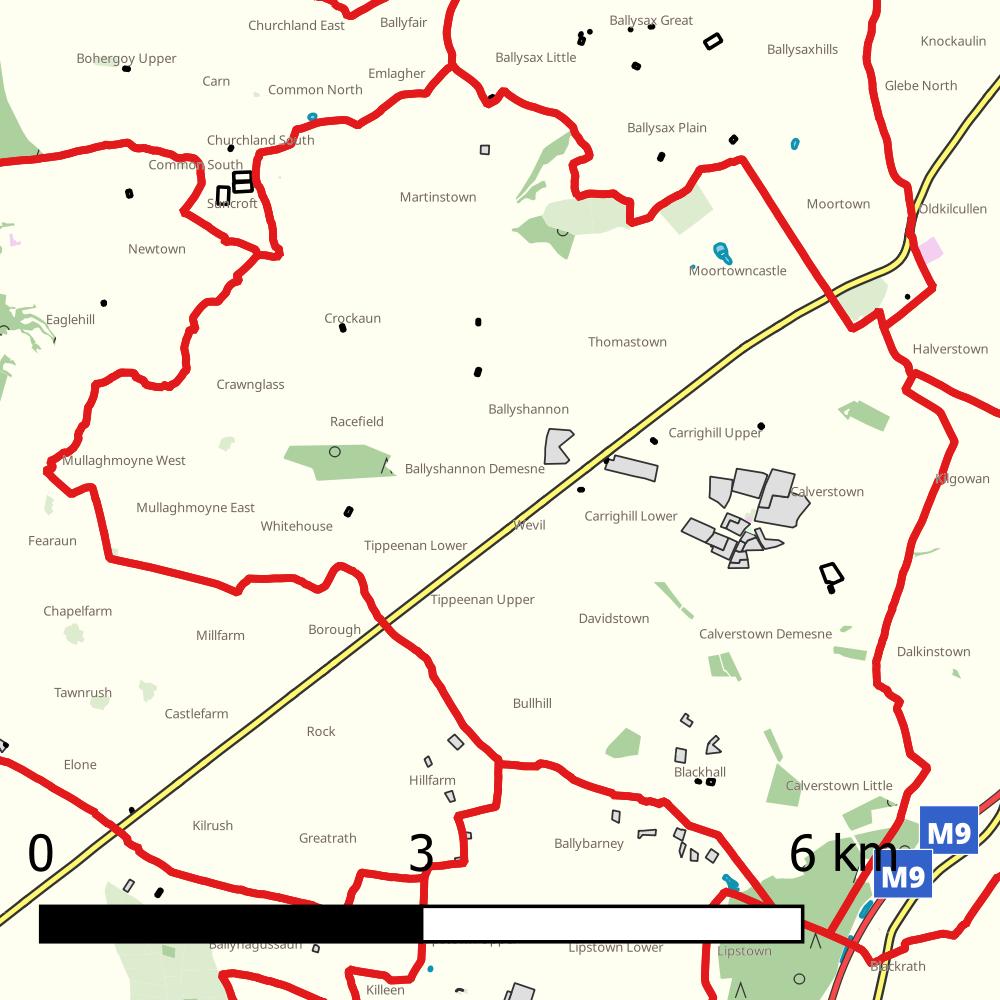 Churchland East
Ballyfair
Ballysax Great
Knockaulin
Ballysaxhills
Bohergoy Upper
Ballysax Little
Emlagher
Carn
Common North
Glebe North
Ballysax Plain
Churchland South
Common South
Martinstown
Suncroft
Moortown
Oldkilcullen
Newtown
Moortowncastle
Eaglehill
Crockaun
Thomastown
Halverstown
Crawnglass
Ballyshannon
Racefield
Carrighill Upper
Mullaghmoyne West
Ballyshannon Demesne
Kilgowan
Calverstown
Mullaghmoyne East
Carrighill Lower
Whitehouse
Wevil
Fearaun
Tippeenan Lower
Tippeenan Upper
Chapelfarm
Davidstown
Borough
Millfarm
Calverstown Demesne
Dalkinstown
Tawnrush
Bullhill
Castlefarm
Rock
Elone
Blackhall
Hillfarm
Calverstown Little
Kilrush
Greatrath
M9
Ballybarney
0
3
6 km
M9
Ballynagussaun
Lipstown Lower
Lipstown
Blackrath
Killeen